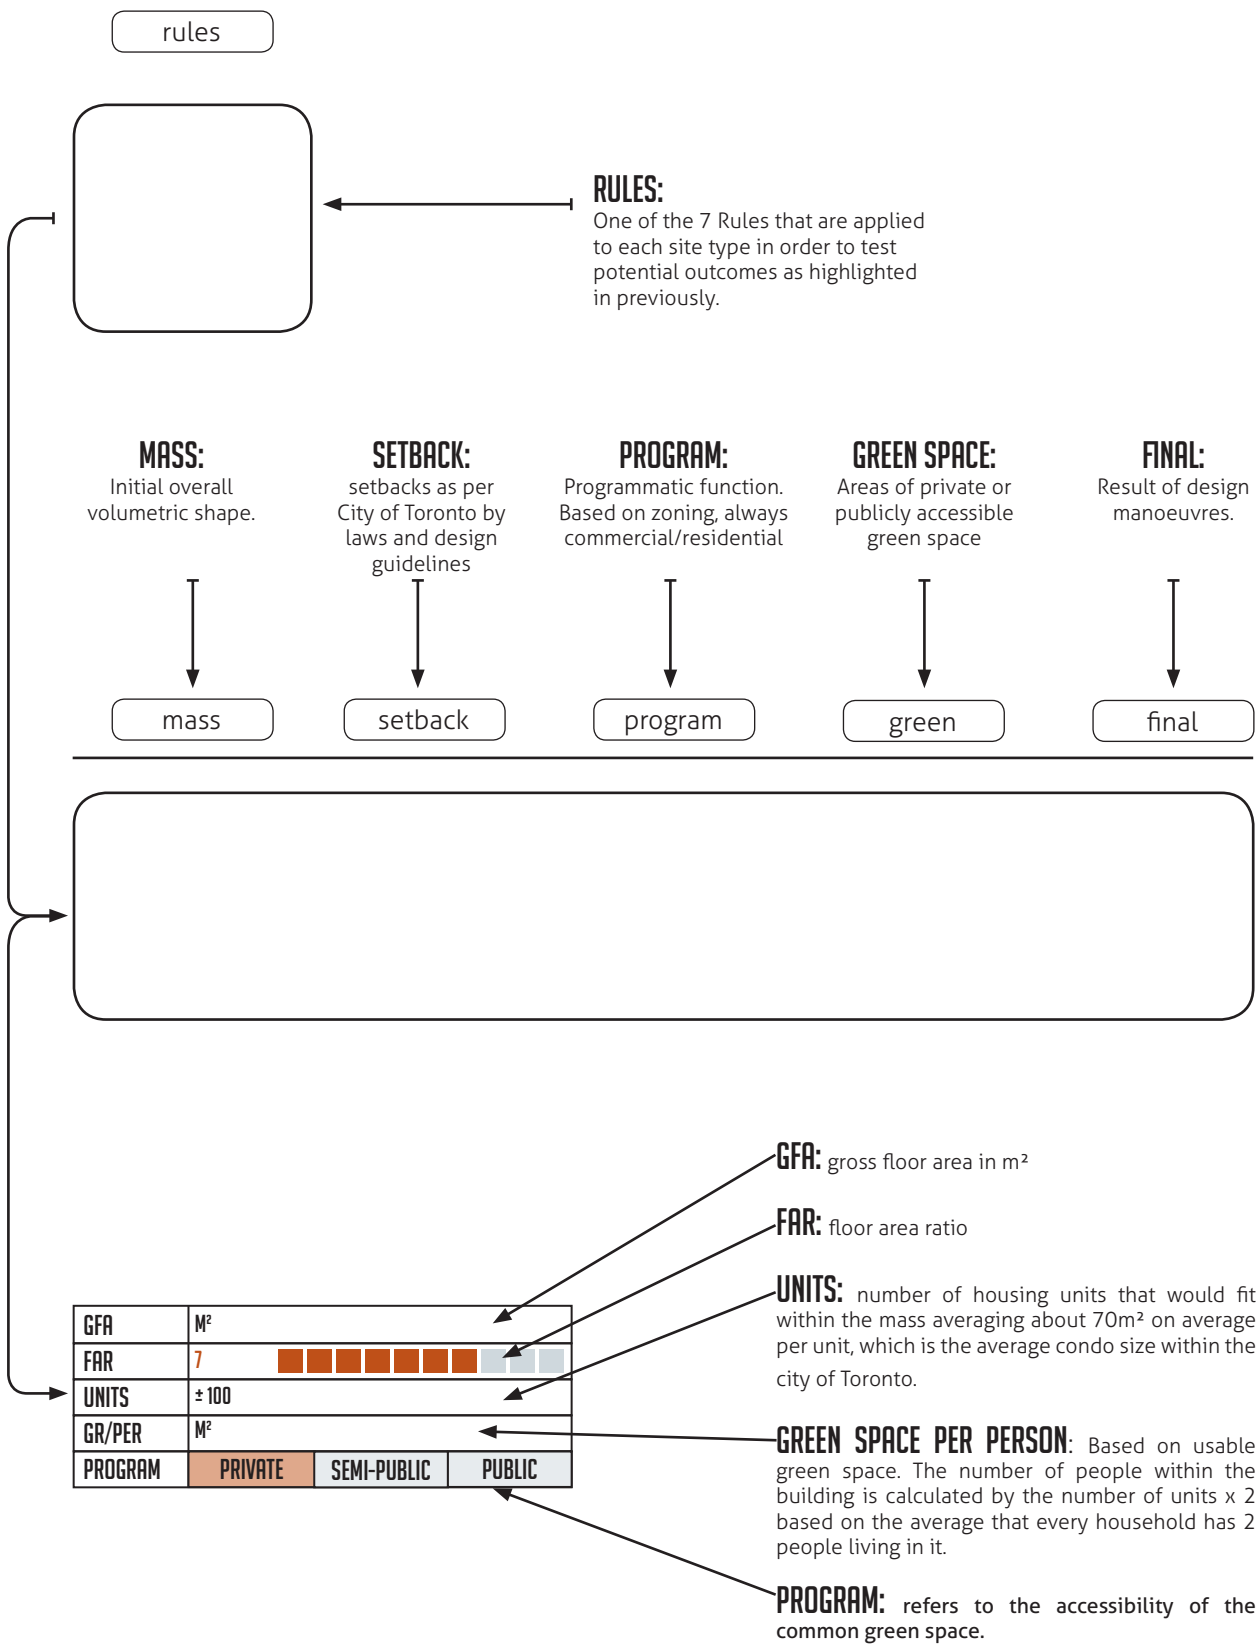 rules
RULES:
One of the 7 Rules that are applied
to each site type in order to test
potential outcomes as highlighted
in previously.
MASS:
Initial overall
volumetric shape.
SETBACK:
setbacks as per
City of Toronto by
laws and design
guidelines
PROGRAM:
Programmatic function.
Based on zoning, always
commercial/residential
GREEN SPACE:
Areas of private or
publicly accessible
green space
FINAL:
Result of design
manoeuvres.
mass
setback
program
green
final
GFA: gross floor area in m²
FAR: floor area ratio
UNITS: number of housing units that would fit
within the mass averaging about 70m² on average
per unit, which is the average condo size within the
city of Toronto.
GREEN SPACE PER PERSON: Based on usable
green space. The number of people within the
building is calculated by the number of units x 2
based on the average that every household has 2
people living in it.
PROGRAM: refers to the accessibility of the
common green space.
GFA M²
FAR 7
UNITS ± 100
GR/PER M²
PROGRAM PRIVATE SEMI-PUBLIC PUBLIC